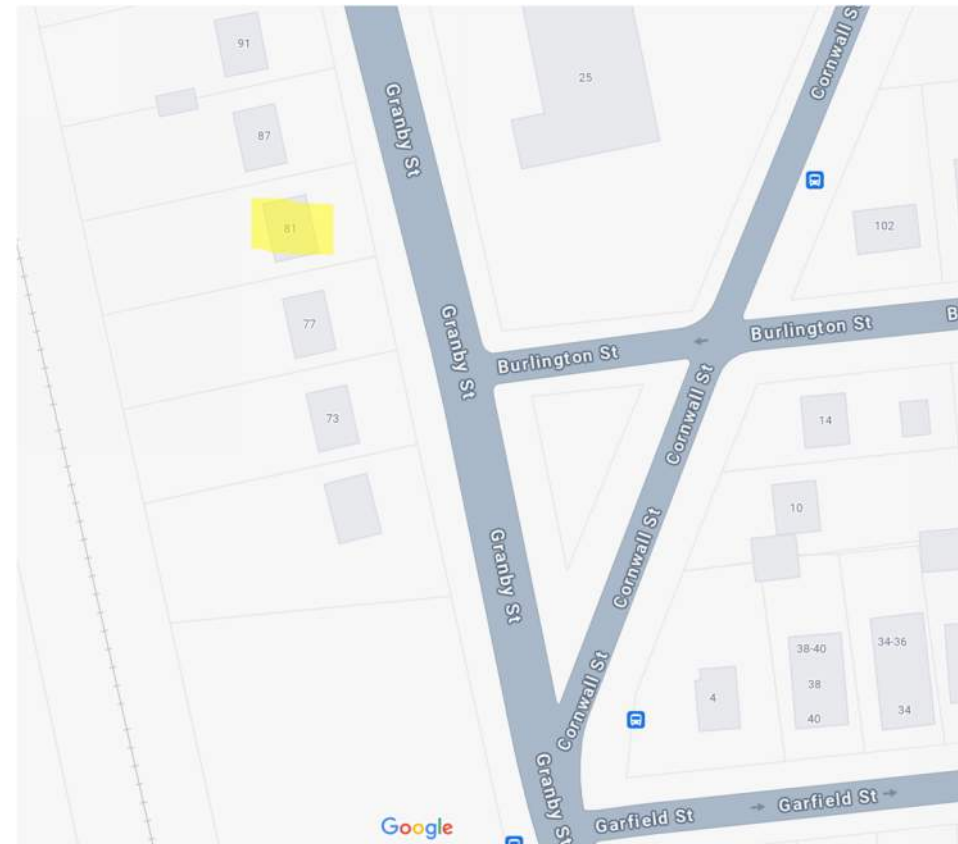 91
87
81
77
73
25
Granby St
Granby St
Granby St
Granby St
Cornwall St
Cornwall St
Cornwall St
Cornwall St
102
Burlington St
Burlington St
B
14
10
38-40
38
40
34-36
34
4
Garfield St
Garfield St
Google